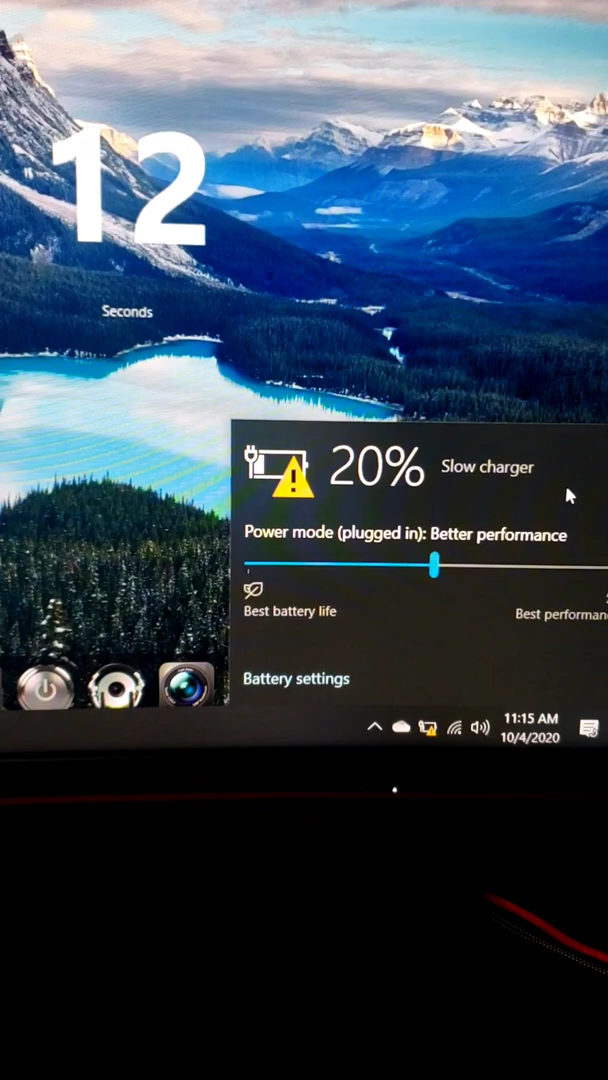 12
Seconds
20% Slow charger
Power mode (plugged in): Better performance
Best battery life
Best performan
Battery settings
11:15 AM
10/4/2020